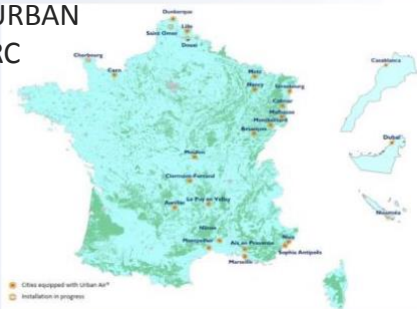 URBAN
RC
Dunkerque
Lille
Saint Omer
Douai
Cherbourg
Caen
Metz
Nancy
Strasbourg
Colmar
Mulhouse
Montbéliard
Besançon
Moulins
Clermont-Ferrand
Aurillac
Le Puy en Velay
Nîmes
Montpellier
Aix en Provence
Nice
Sophia Antipolis
Marseille
Casablanca
Dubaï
Nouméa
Cities equipped with Urban Air®
Installation in progress